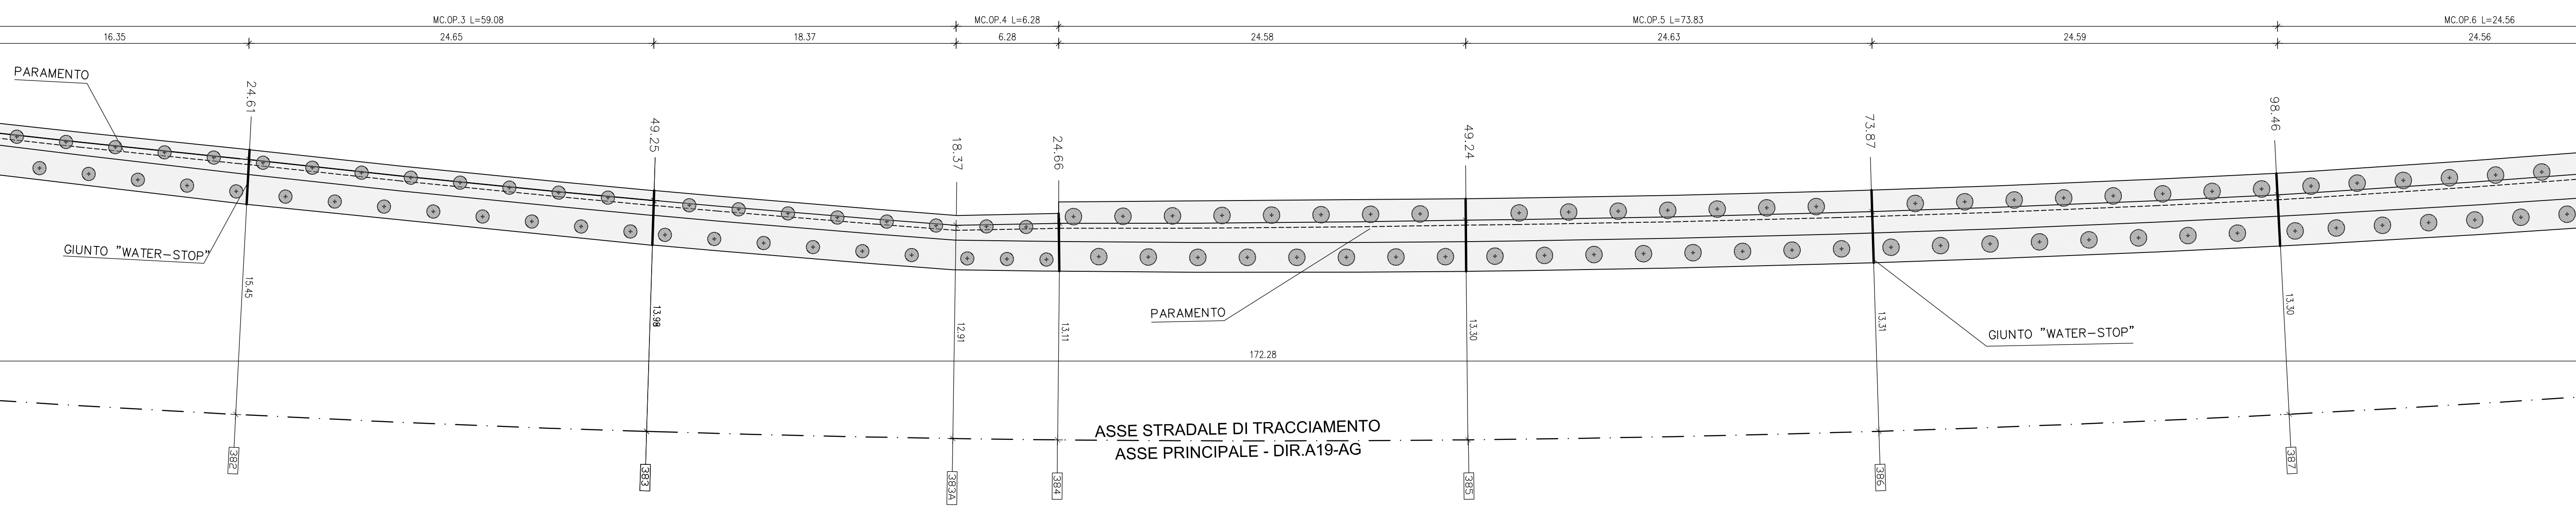 MC.OP.3 L=59.08
MC.OP.4 L=6.28
MC.OP.5 L=73.83
MC.OP.6 L=24.56
16.35
24.65
18.37
6.28
24.58
24.63
24.59
24.56
PARAMENTO
24.61
49.25
18.37
24.66
49.24
73.87
98.46
GIUNTO "WATER-STOP"
15.45
13.98
12.91
13.11
13.30
13.31
13.30
PARAMENTO
GIUNTO "WATER-STOP"
172.28
ASSE STRADALE DI TRACCIAMENTO
ASSE PRINCIPALE - DIR.A19-AG
382
383
383A
384
385
386
387